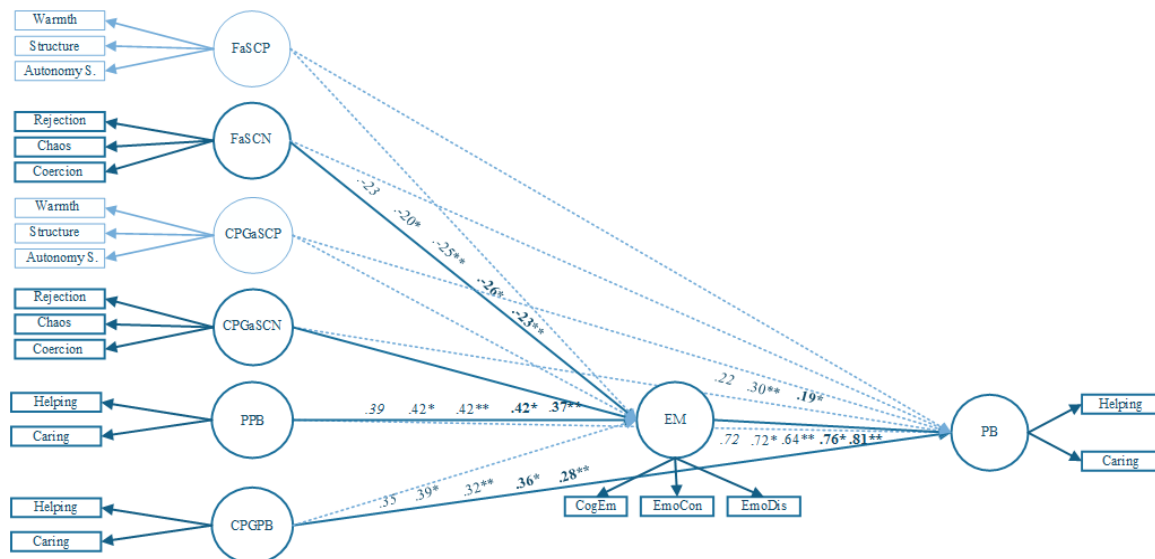 Warmth
Structure
Autonomy S.
FaSCP
Rejection
Chaos
Coercion
FaSCN
Warmth
Structure
Autonomy S.
CPGaSCP
Rejection
Chaos
Coercion
CPGaSCN
Helping
Caring
PPB
Helping
Caring
CPGPB
.-23
.-20*
.-25**
.-26*
.-23**
.39 .42* .42** .42* .37**
.35 .39* .32** .36* .28**
EM
CogEm
EmoCon
EmoDis
.22 .30** .19*
.72 .72* .64** .76* .81**
PB
Helping
Caring